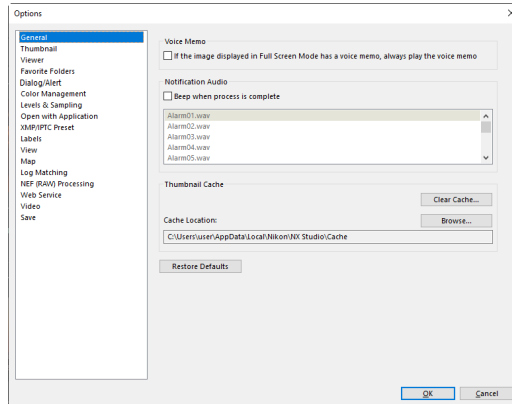 Options
General
Thumbnail
Viewer
Favorite Folders
Dialog/Alert
Color Management
Levels & Sampling
Open with Application
XMP/IPTC Preset
Labels
View
Map
Log Matching
NEF (RAW) Processing
Web Service
Video
Save
Voice Memo
If the image displayed in Full Screen Mode has a voice memo, always play the voice memo
Notification Audio
Beep when process is complete
Alarm01.wav
Alarm02.wav
Alarm03.wav
Alarm04.wav
Alarm05.wav
Thumbnail Cache
Clear Cache...
Cache Location:
Browse...
C:\Users\user\AppData\Local\Nikon\NX Studio\Cache
Restore Defaults
OK
Cancel